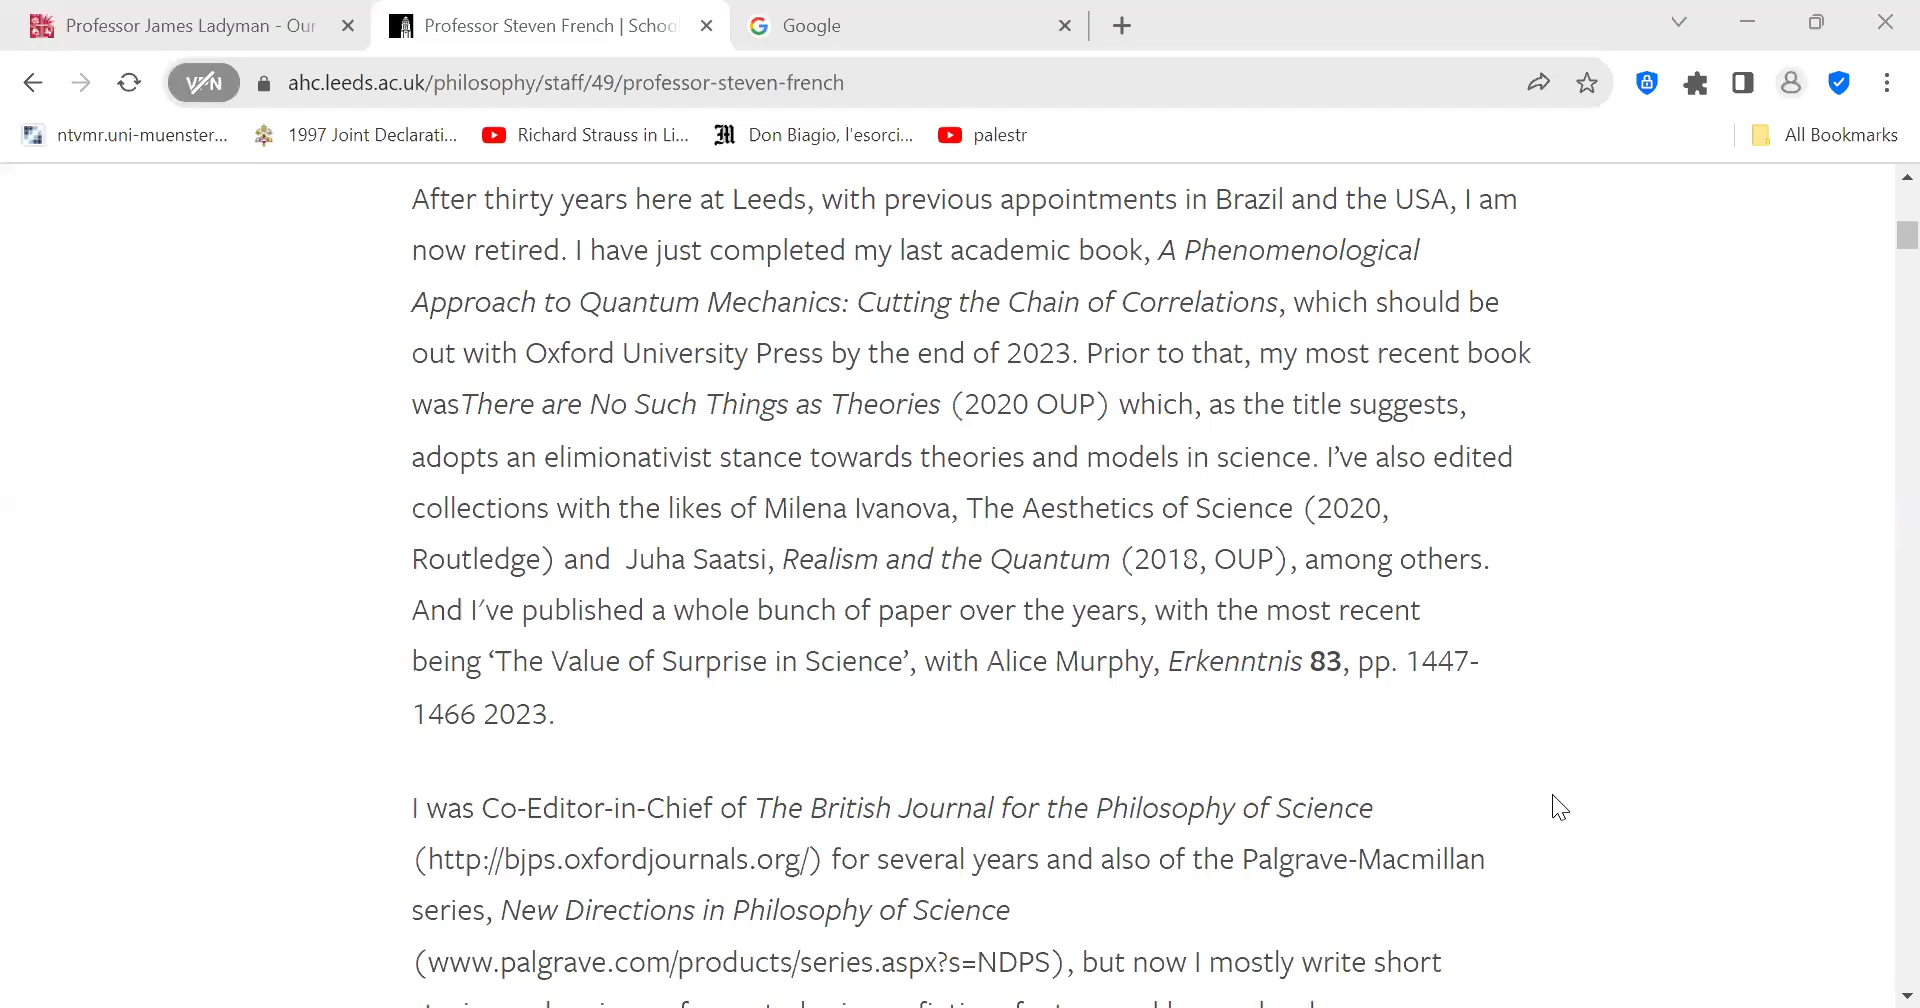 Professor James Ladyman - Our
Professor Steven French | Schoo
Google
VPN
ahc.leeds.ac.uk/philosophy/staff/49/professor-steven-french
ntvmr.uni-muenster...
1997 Joint Declarati...
Richard Strauss in Li...
Don Biagio, l'esorci...
palestr
All Bookmarks
After thirty years here at Leeds, with previous appointments in Brazil and the USA, I am
now retired. I have just completed my last academic book, A Phenomenological
Approach to Quantum Mechanics: Cutting the Chain of Correlations, which should be
out with Oxford University Press by the end of 2023. Prior to that, my most recent book
wasThere are No Such Things as Theories (2020 OUP) which, as the title suggests,
adopts an elimionativist stance towards theories and models in science. I’ve also edited
collections with the likes of Milena Ivanova, The Aesthetics of Science (2020,
Routledge) and  Juha Saatsi, Realism and the Quantum (2018, OUP), among others.
And I've published a whole bunch of paper over the years, with the most recent
being ‘The Value of Surprise in Science’, with Alice Murphy, Erkenntnis 83, pp. 1447-
1466 2023.
I was Co-Editor-in-Chief of The British Journal for the Philosophy of Science
(http://bjps.oxfordjournals.org/) for several years and also of the Palgrave-Macmillan
series, New Directions in Philosophy of Science
(www.palgrave.com/products/series.aspx?s=NDPS), but now I mostly write short